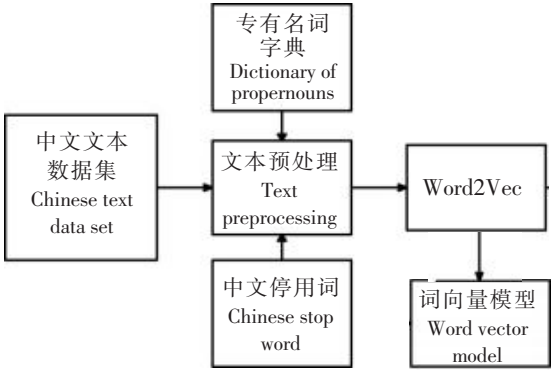 专有名词
字典
Dictionary of
propernouns
中文文本
数据集
Chinese text
data set
文本预处理
Text
preprocessing
Word2Vec
中文停用词
Chinese stop
word
词向量模型
Word vector
model